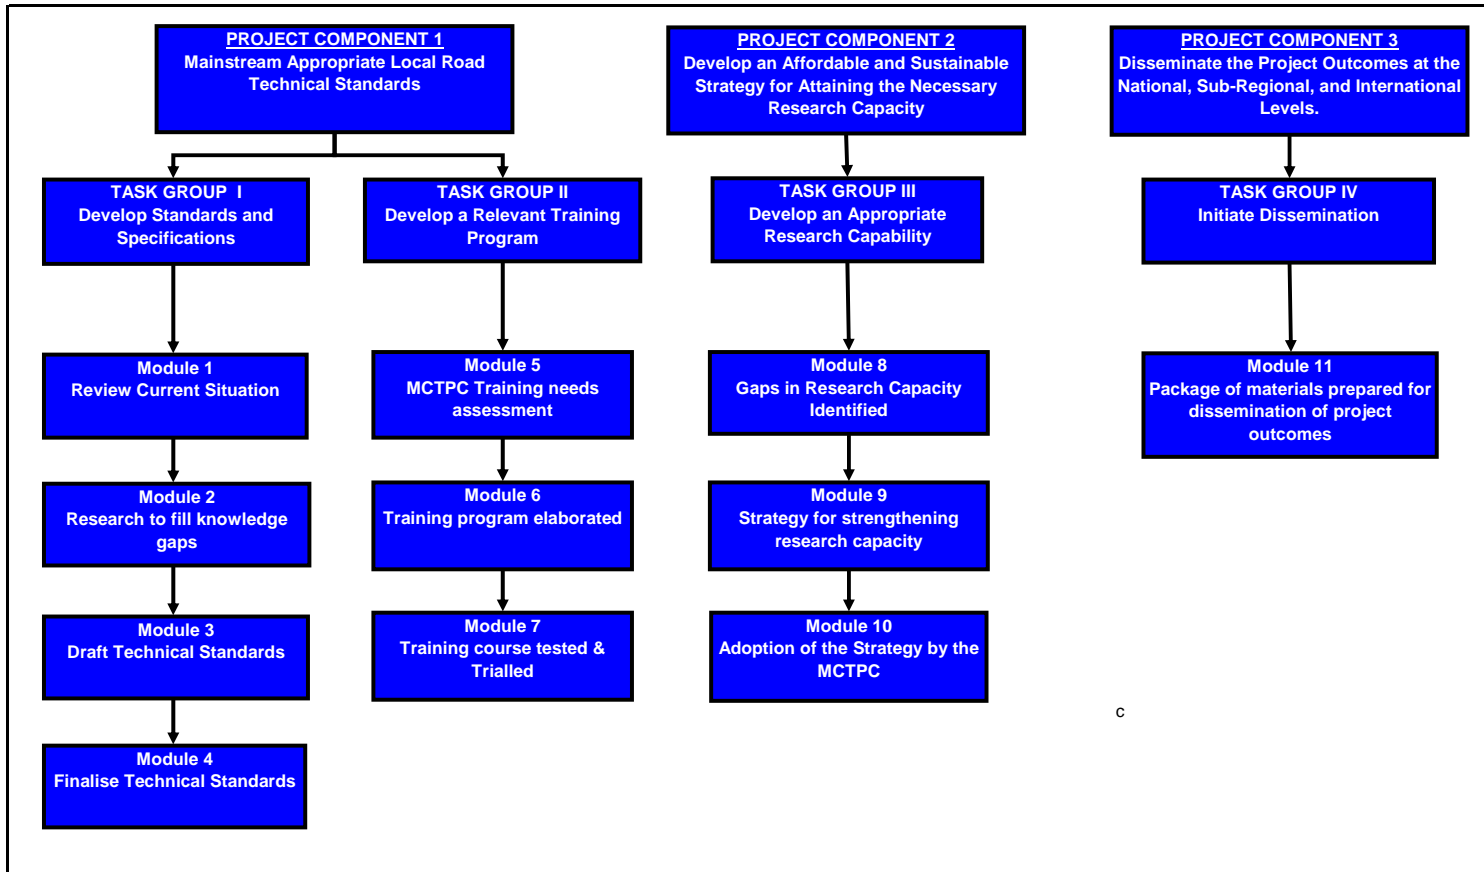 PROJECT COMPONENT 1
Mainstream Appropriate Local Road
Technical Standards
PROJECT COMPONENT 2
Develop an Affordable and Sustainable
Strategy for Attaining the Necessary
Research Capacity
PROJECT COMPONENT 3
Disseminate the Project Outcomes at the
National, Sub-Regional, and International
Levels.
TASK GROUP I
Develop Standards and
Specifications
TASK GROUP II
Develop a Relevant Training
Program
TASK GROUP III
Develop an Appropriate
Research Capability
TASK GROUP IV
Initiate Dissemination
Module 1
Review Current Situation
Module 5
MCTPC Training needs
assessment
Module 8
Gaps in Research Capacity
Identified
Module 11
Package of materials prepared for
dissemination of project
outcomes
Module 2
Research to fill knowledge
gaps
Module 6
Training program elaborated
Module 9
Strategy for strengthening
research capacity
Module 3
Draft Technical Standards
Module 7
Training course tested &
Trialled
Module 10
Adoption of the Strategy by the
MCTPC
c
Module 4
Finalise Technical Standards